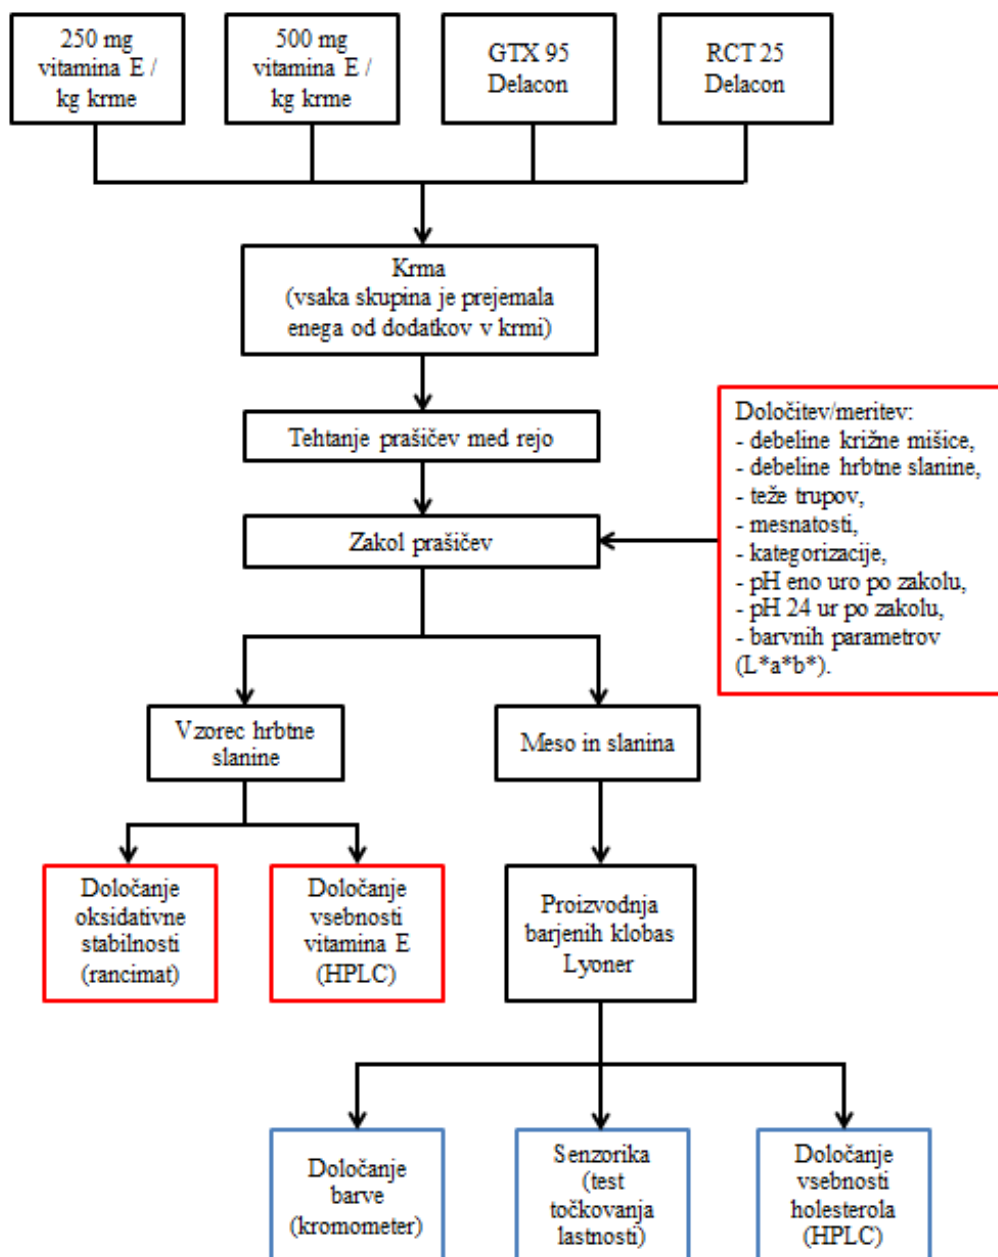 250 mg
vitamina E /
kg krme
500 mg
vitamina E /
kg krme
GTX 95
Delacon
RCT 25
Delacon
Krma
(vsaka skupina je prejemala
enega od dodatkov v krmi)
Tehtanje prašičev med rejo
Zakol prašičev
Določitev/meritev:
- debeline križne mišice,
- debeline hrbtne slanine,
- teže trupov,
- mesnatosti,
- kategorizacije,
- pH eno uro po zakolu,
- pH 24 ur po zakolu,
- barvnih parametrov
(L*a*b*).
Vzorec hrbtne
slanine
Meso in slanina
Določanje
oksidativne
stabilnosti
(rancimat)
Določanje
vsebnosti
vitamina E
(HPLC)
Proizvodnja
barjenih klobas
Lyoner
Določanje
barve
(kromometer)
Senzorika
(test
točkovanja
lastnosti)
Določanje
vsebnosti
holesterola
(HPLC)